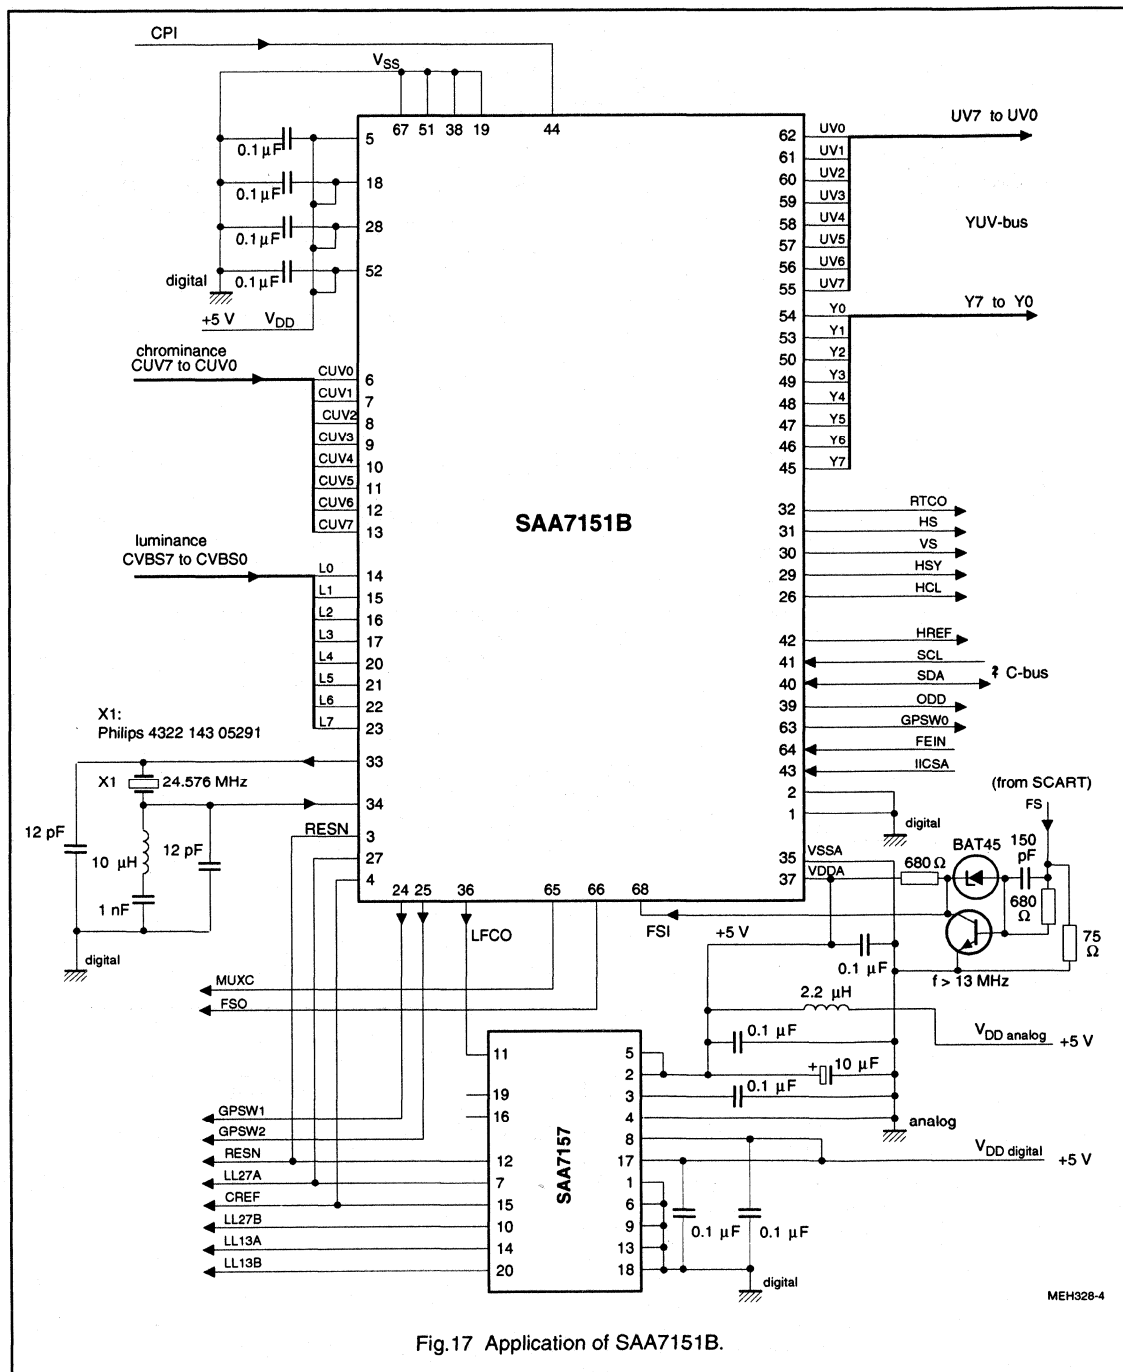 CPI
VSS
67 51 38 19 44
0.1 µF 5
0.1 µF 18
0.1 µF 28
0.1 µF 52
digital
+5 V VDD
chrominance
CUV7 to CUV0
CUV0 6
CUV1 7
CUV2 8
CUV3 9
CUV4 10
CUV5 11
CUV6 12
CUV7 13
luminance
CVBS7 to CVBS0
L0 14
L1 15
L2 16
L3 17
L4 20
L5 21
L6 22
L7 23
X1:
Philips 4322 143 05291
33
X1 24.576 MHz
34
12 pF
10 µH
12 pF
1 nF
digital
RESN 3
27
4
SAA7151B
62 UV0
61 UV1
60 UV2
59 UV3
58 UV4
57 UV5
56 UV6
55 UV7
UV7 to UV0
YUV-bus
54 Y0
53 Y1
50 Y2
49 Y3
48 Y4
47 Y5
46 Y6
45 Y7
Y7 to Y0
32 RTCO
31 HS
30 VS
29 HSY
26 HCL
42 HREF
41 SCL
40 SDA
C-bus
39 ODD
63 GPSW0
64 FEIN
43 IICSA
2
1
digital
35 VSSA
37 VDDA
(from SCART)
FS
680 Ω
BAT45
150 pF
680 Ω
75 Ω
f > 13 MHz
24 25 36 65 66 68
LFCO
FSI
+5 V
0.1 µF
MUXC
FSO
2.2 µH
VDD analog +5 V
0.1 µF
+ 10 µF
0.1 µF
analog
11
19
16
12
7
15
10
14
20
SAA7157
5
2
3
4
8
17
1
6
9
13
18
GPSW1
GPSW2
RESN
LL27A
CREF
LL27B
LL13A
LL13B
VDD digital +5 V
0.1 µF 0.1 µF
digital
MEH328-4
Fig.17 Application of SAA7151B.